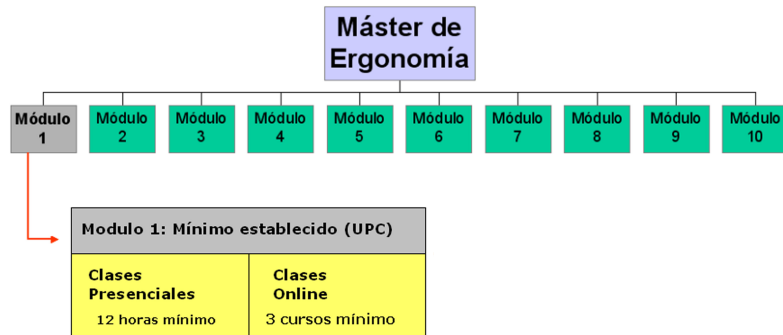 Máster de
Ergonomía
Módulo
1
Módulo
2
Módulo
3
Módulo
4
Módulo
5
Módulo
6
Módulo
7
Módulo
8
Módulo
9
Módulo
10
Modulo 1: Mínimo establecido (UPC)
Clases
Presenciales
12 horas mínimo
Clases
Online
3 cursos mínimo